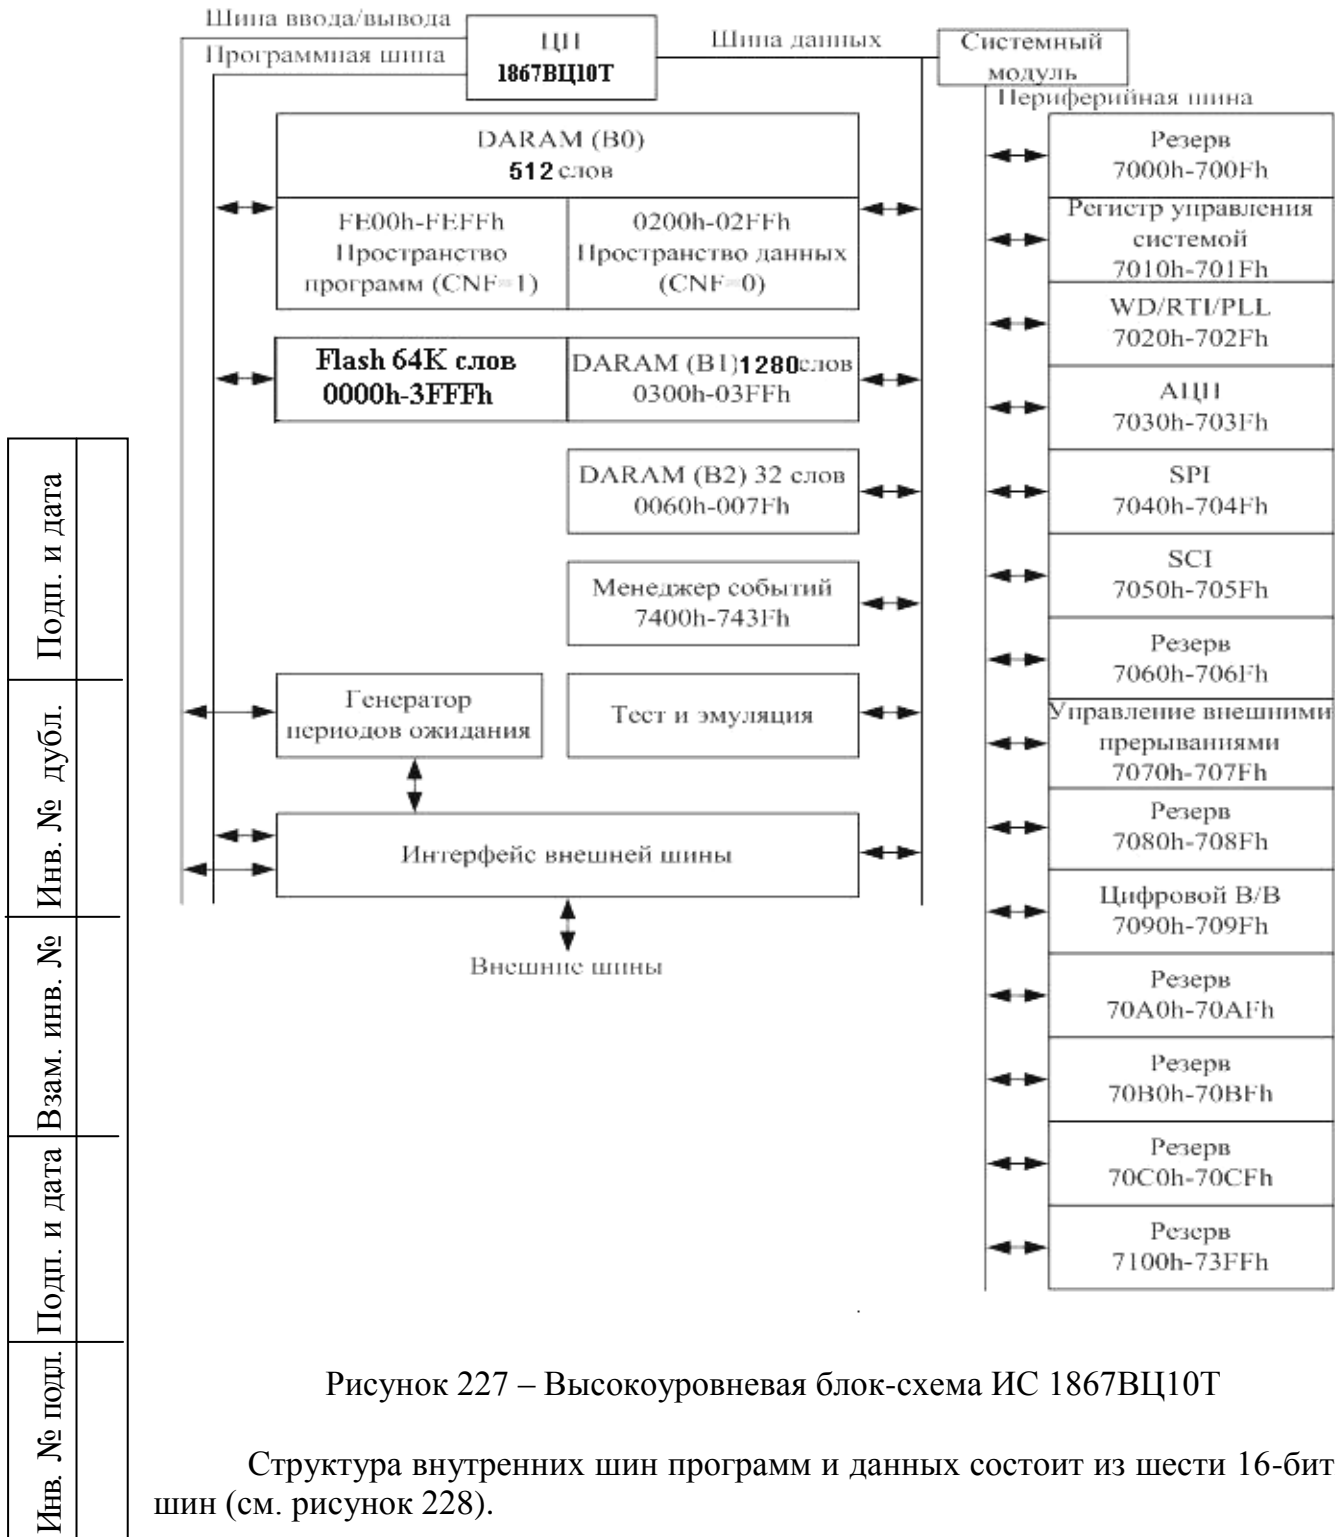 Шина ввода/вывода
Программная шина
ЦП
1867ВЦ10Т
Шина данных
Системный
модуль
Периферийная шина
DARAM (B0)
512 слов
FE00h-FEFFh
Пространство
программ (CNF=1)
0200h-02FFh
Пространство данных
(CNF=0)
Flash 64K слов
0000h-3FFFh
DARAM (B1)1280слов
0300h-03FFh
DARAM (B2) 32 слов
0060h-007Fh
Менеджер событий
7400h-743Fh
Генератор
периодов ожидания
Тест и эмуляция
Интерфейс внешней шины
Внешние шины
Резерв
7000h-700Fh
Регистр управления
системой
7010h-701Fh
WD/RTI/PLL
7020h-702Fh
АЦП
7030h-703Fh
SPI
7040h-704Fh
SCI
7050h-705Fh
Резерв
7060h-706Fh
Управление внешними
прерываниями
7070h-707Fh
Резерв
7080h-708Fh
Цифровой В/В
7090h-709Fh
Резерв
70A0h-70AFh
Резерв
70B0h-70BFh
Резерв
70C0h-70CFh
Резерв
7100h-73FFh
Рисунок 227 – Высокоуровневая блок-схема ИС 1867ВЦ10Т
Структура внутренних шин программ и данных состоит из шести 16-бит
шин (см. рисунок 228).
Подп. и дата
Инв. № дубл.
Взам. инв. №
Подп. и дата
Инв. № подл.